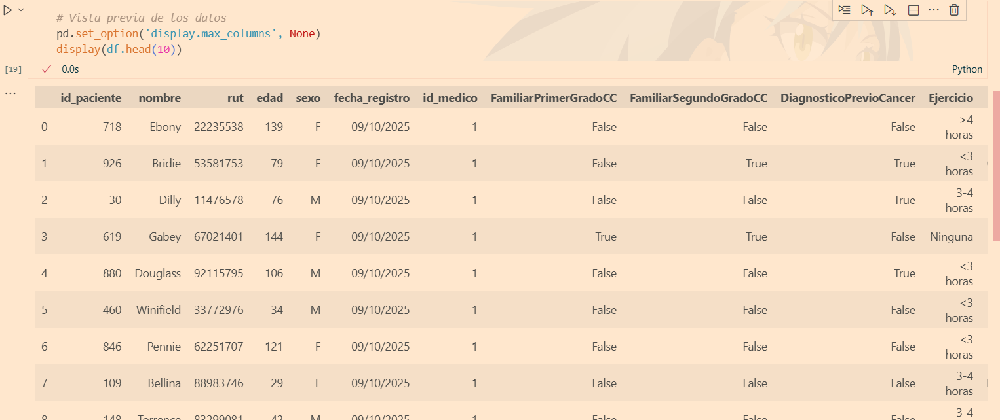 # Vista previa de los datos
pd.set_option('display.max_columns', None)
display(df.head(10))
[19] 0.0s Python
id_paciente nombre rut edad sexo fecha_registro id_medico FamiliarPrimerGradoCC FamiliarSegundoGradoCC DiagnosticoPrevioCancer Ejercicio
0 718 Ebony 22235538 139 F 09/10/2025 1 False False False >4 horas
1 926 Bridie 53581753 79 F 09/10/2025 1 False True True <3 horas
2 30 Dilly 11476578 76 M 09/10/2025 1 False False True 3-4 horas
3 619 Gabey 67021401 144 F 09/10/2025 1 True True False Ninguna
4 880 Douglass 92115795 106 M 09/10/2025 1 False False True <3 horas
5 460 Winifield 33772976 34 M 09/10/2025 1 False False False <3 horas
6 846 Pennie 62251707 121 F 09/10/2025 1 False False False <3 horas
7 109 Bellina 88983746 29 F 09/10/2025 1 False False False 3-4 horas
8 148 Torrence 83299081 42 M 09/10/2025 1 False False False 3-4